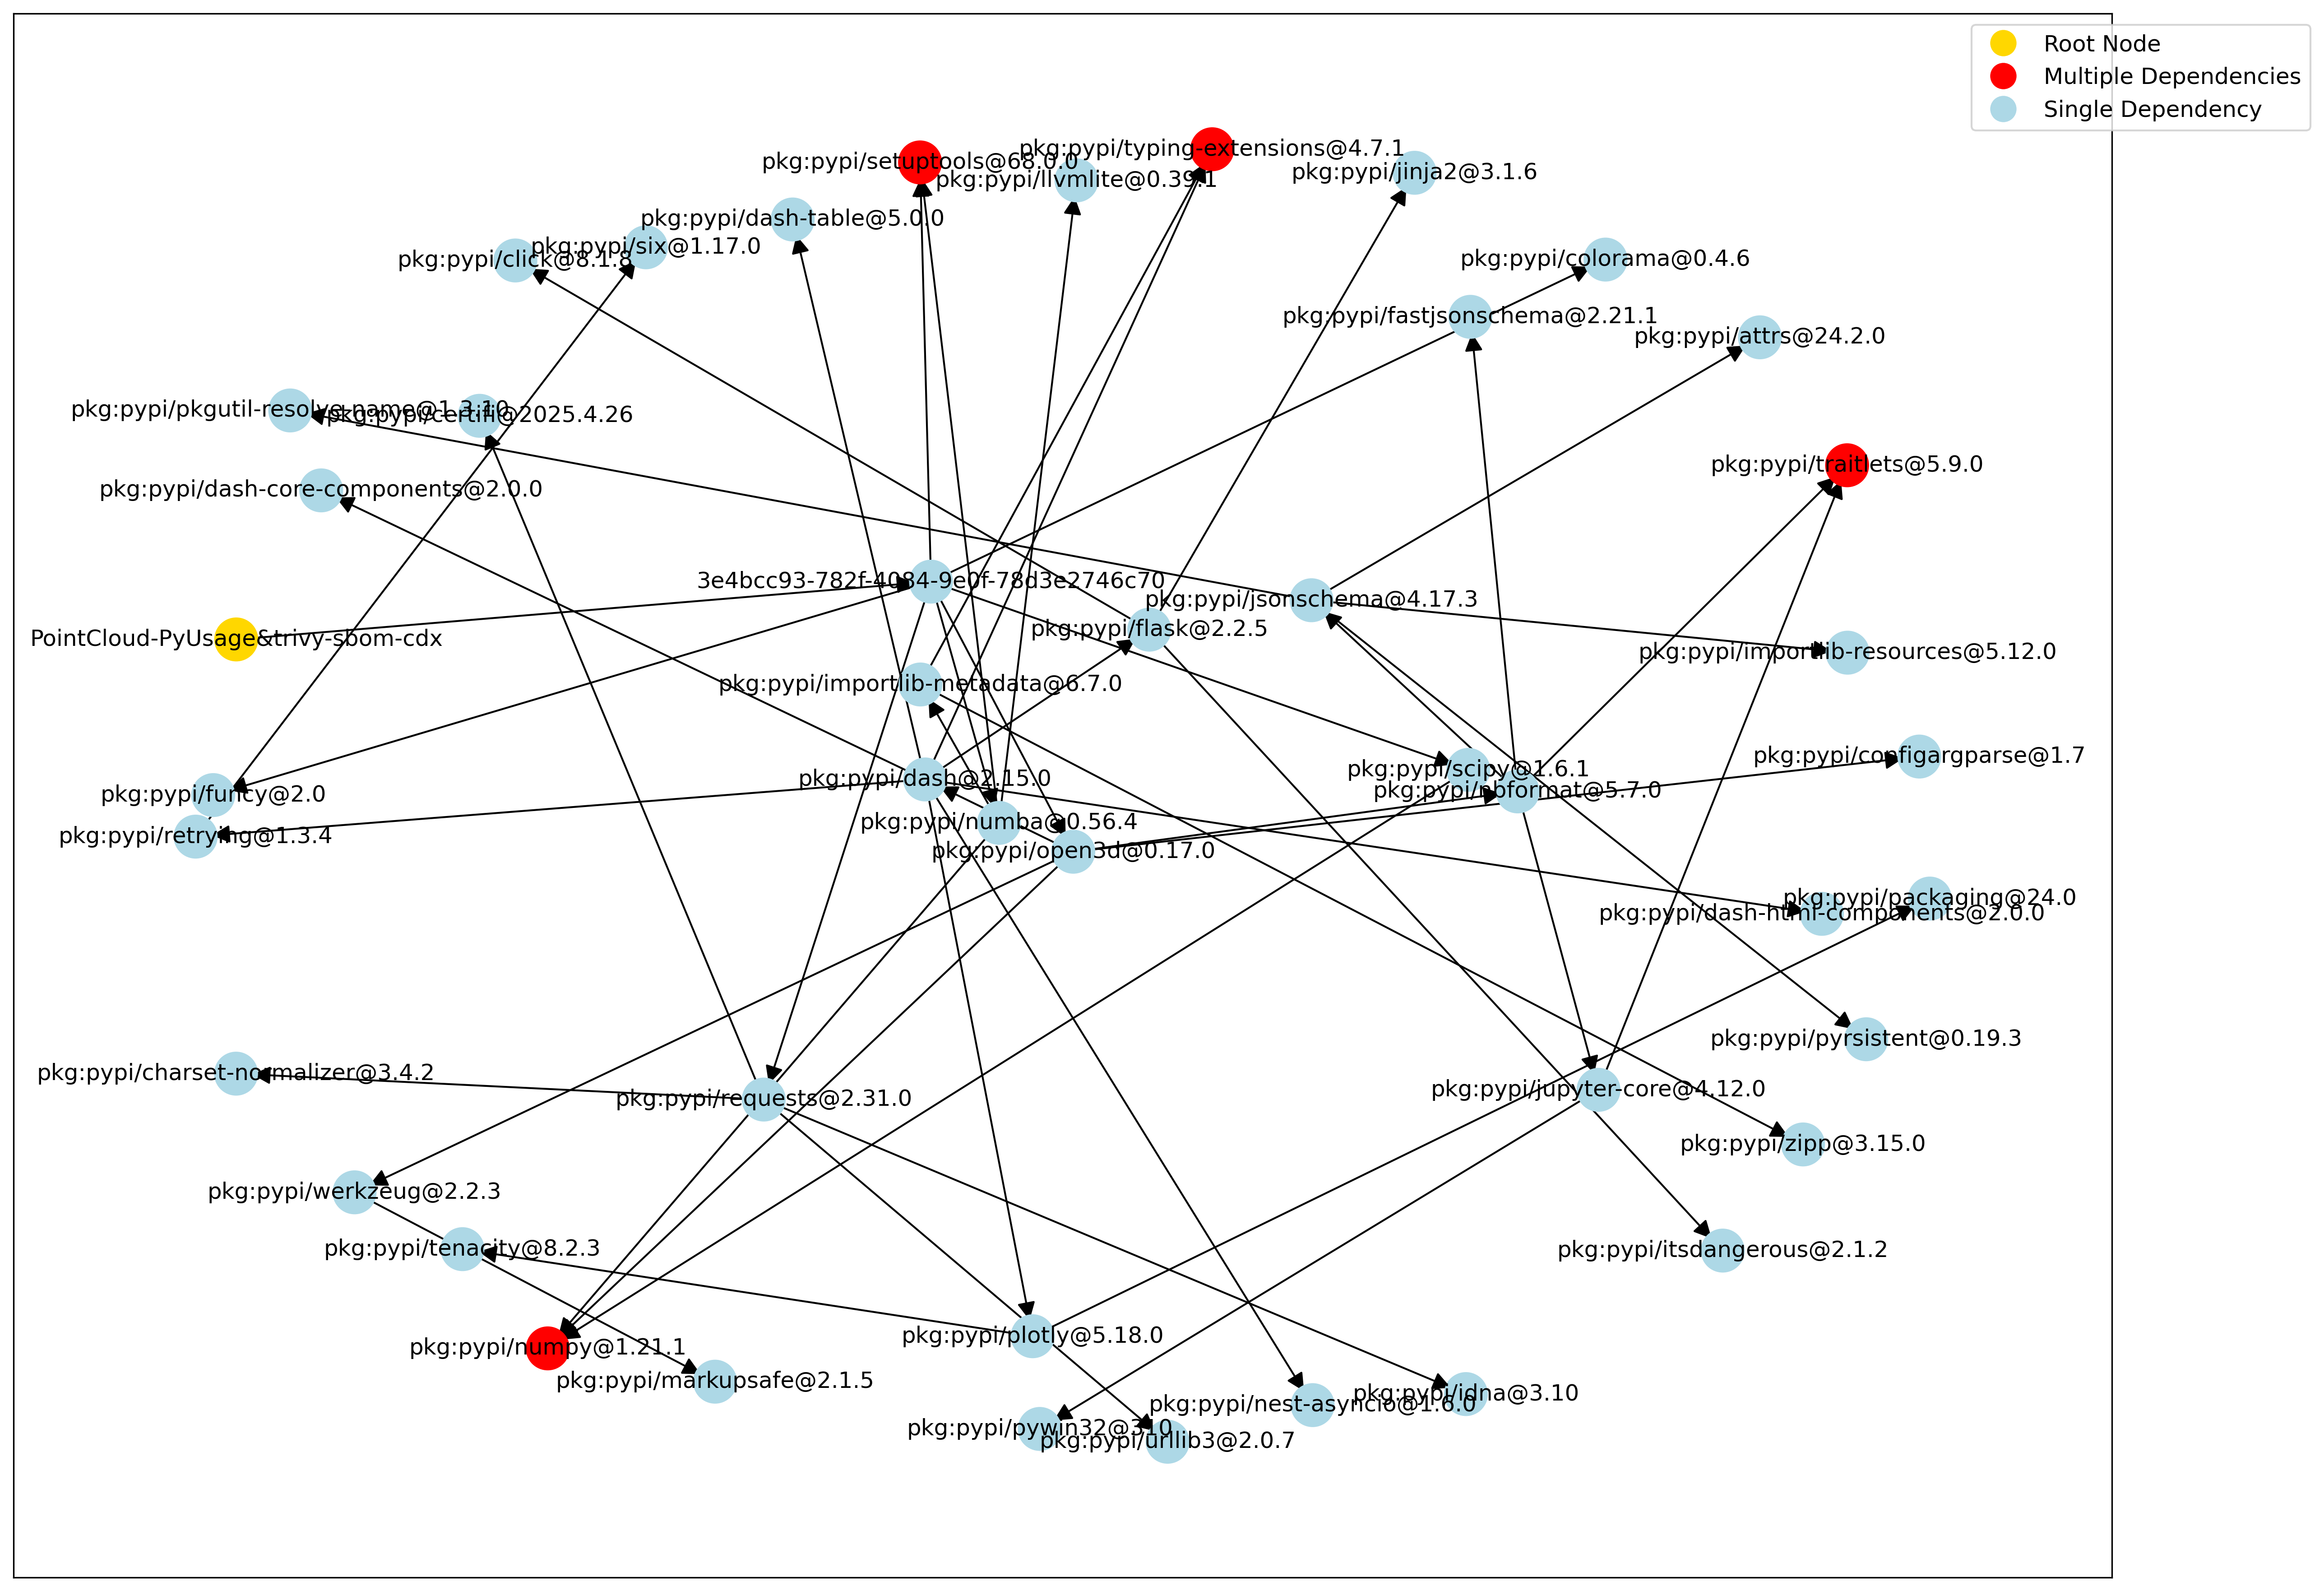 Root Node
Multiple Dependencies
Single Dependency
pkg:pypi/typing-extensions@4.7.1
pkg:pypi/setuptools@68.0.0
pkg:pypi/jinja2@3.1.6
pkg:pypi/llvmlite@0.39.1
pkg:pypi/dash-table@5.0.0
pkg:pypi/six@1.17.0
pkg:pypi/click@8.1.8
pkg:pypi/colorama@0.4.6
pkg:pypi/fastjsonschema@2.21.1
pkg:pypi/attrs@24.2.0
pkg:pypi/pkgutil-resolve-name@1.3.10
pkg:pypi/certifi@2025.4.26
pkg:pypi/traitlets@5.9.0
pkg:pypi/dash-core-components@2.0.0
3e4bcc93-782f-4084-9e0f-78d3e2746c70
pkg:pypi/jsonschema@4.17.3
pkg:pypi/flask@2.2.5
PointCloud-PyUsage&trivy-sbom-cdx
pkg:pypi/importlib-resources@5.12.0
pkg:pypi/importlib-metadata@6.7.0
pkg:pypi/configargparse@1.7
pkg:pypi/scipy@1.6.1
pkg:pypi/dash@2.15.0
pkg:pypi/nbformat@5.7.0
pkg:pypi/funcy@2.0
pkg:pypi/numba@0.56.4
pkg:pypi/retrying@1.3.4
pkg:pypi/open3d@0.17.0
pkg:pypi/packaging@24.0
pkg:pypi/dash-html-components@2.0.0
pkg:pypi/pyrsistent@0.19.3
pkg:pypi/charset-normalizer@3.4.2
pkg:pypi/jupyter-core@4.12.0
pkg:pypi/requests@2.31.0
pkg:pypi/zipp@3.15.0
pkg:pypi/werkzeug@2.2.3
pkg:pypi/tenacity@8.2.3
pkg:pypi/itsdangerous@2.1.2
pkg:pypi/plotly@5.18.0
pkg:pypi/numpy@1.21.1
pkg:pypi/markupsafe@2.1.5
pkg:pypi/idna@3.10
pkg:pypi/nest-asyncio@1.6.0
pkg:pypi/pywin32@310
pkg:pypi/urllib3@2.0.7